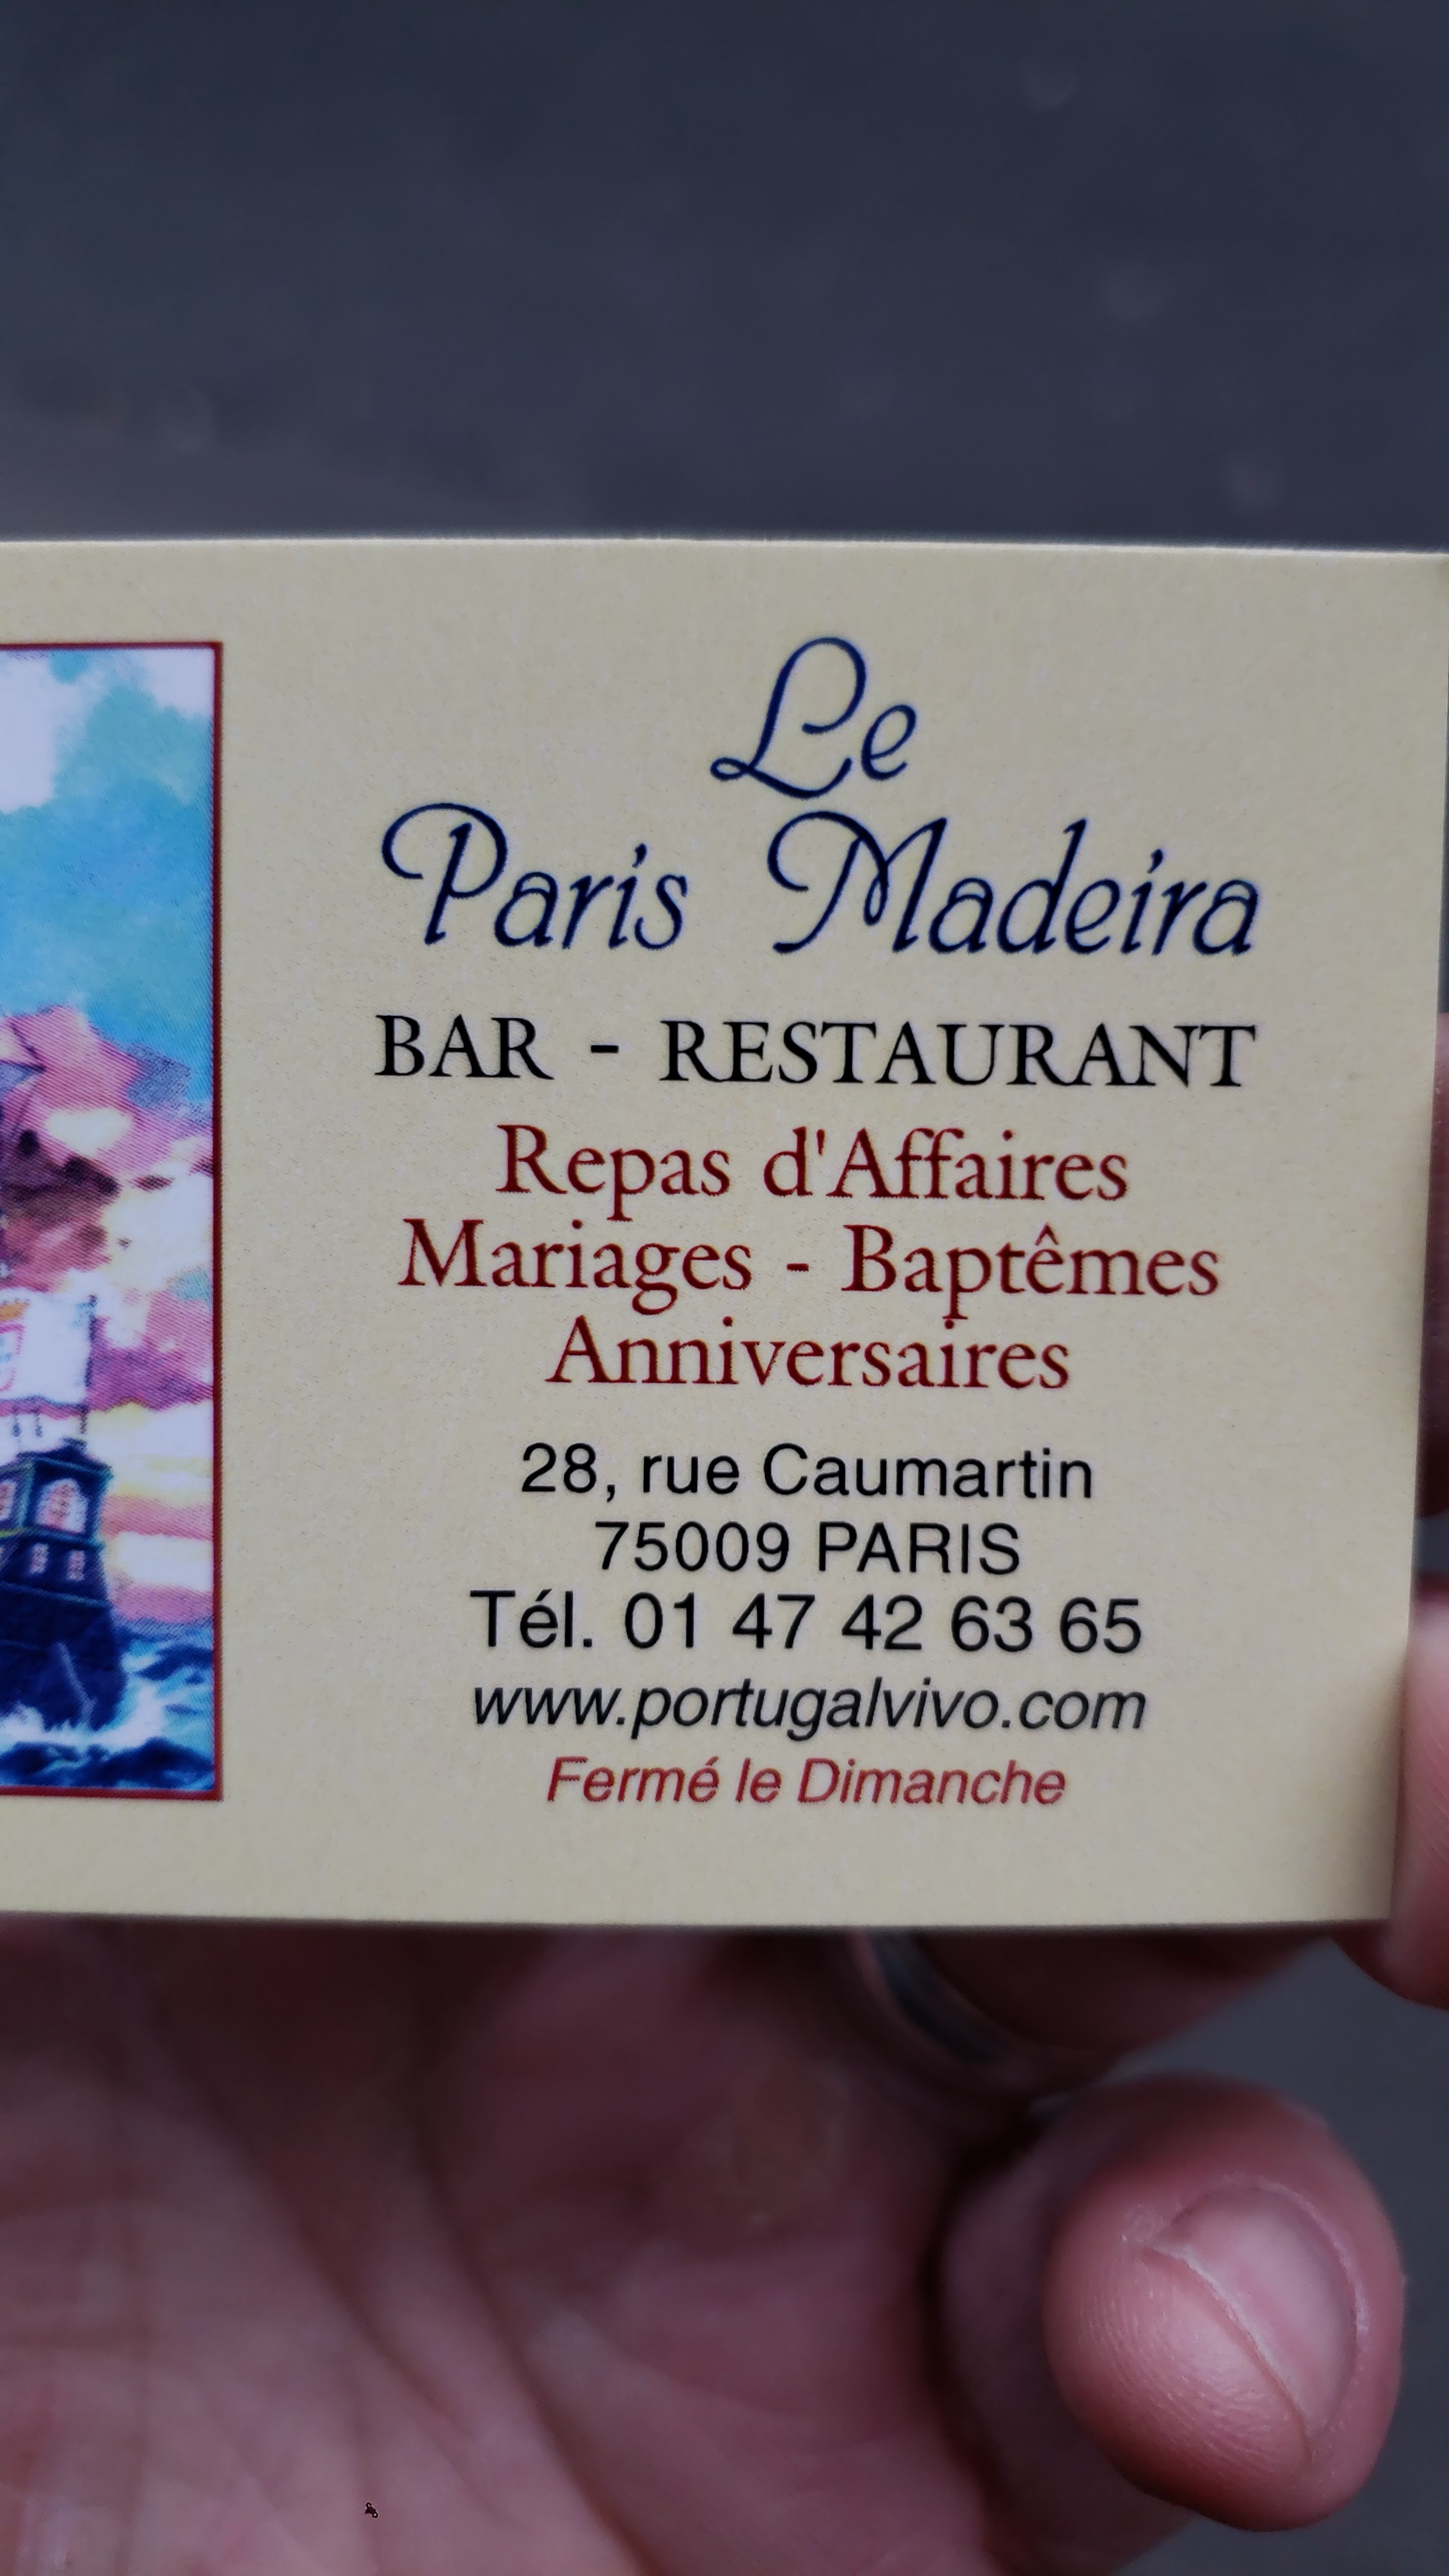 Le
Paris Madeira
BAR - RESTAURANT
Repas d'Affaires
Mariages - Baptêmes
Anniversaires
28, rue Caumartin
75009 PARIS
Tél. 01 47 42 63 65
www.portugalvivo.com
Fermé le Dimanche